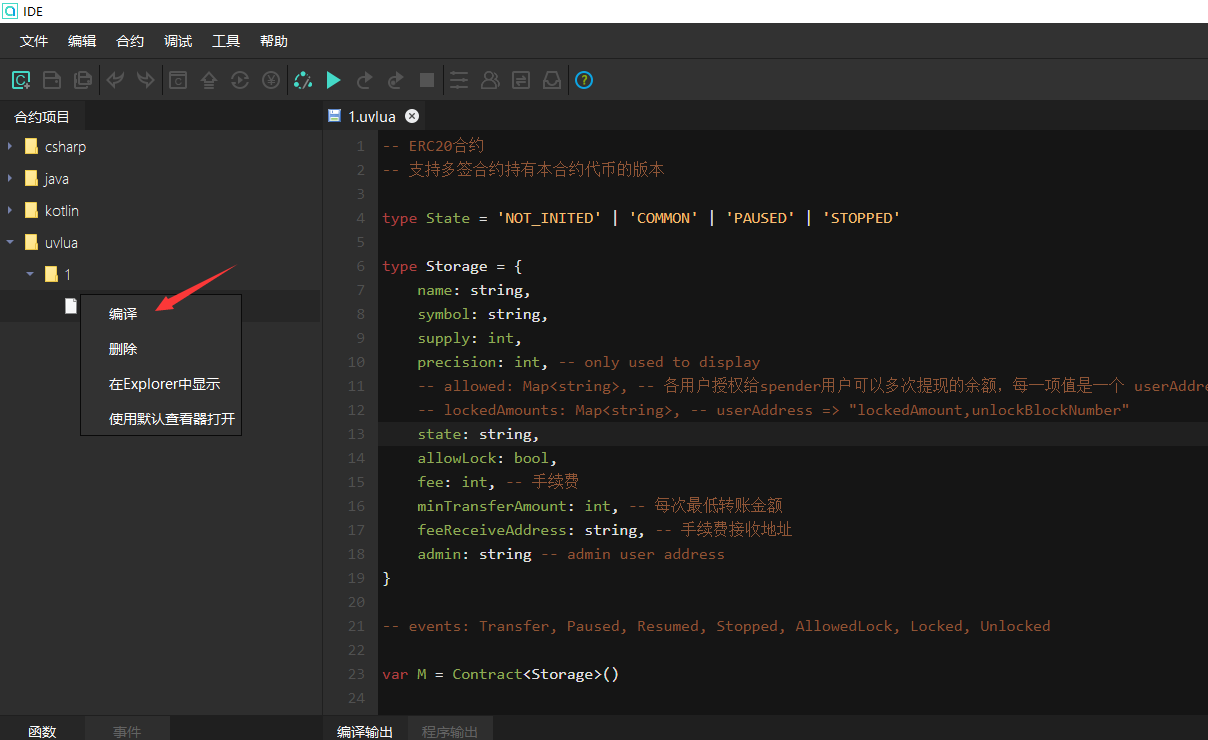 IDE
文件 编辑 合约 调试 工具 帮助
合约项目
csharp
java
kotlin
uvlua
1
编译
删除
在Explorer中显示
使用默认查看器打开
函数 事件
1.uvlua
1 -- ERC20合约
2 -- 支持多签合约持有本合约代币的版本
3
4 type State = 'NOT_INITED' | 'COMMON' | 'PAUSED' | 'STOPPED'
5
6 type Storage = {
7 name: string,
8 symbol: string,
9 supply: int,
10 precision: int, -- only used to display
11 -- allowed: Map<string>, -- 各用户授权给spender用户可以多次提现的余额，每一项值是一个 userAddre
12 -- lockedAmounts: Map<string>, -- userAddress => "lockedAmount,unlockBlockNumber"
13 state: string,
14 allowLock: bool,
15 fee: int, -- 手续费
16 minTransferAmount: int, -- 每次最低转账金额
17 feeReceiveAddress: string, -- 手续费接收地址
18 admin: string -- admin user address
19 }
20
21 -- events: Transfer, Paused, Resumed, Stopped, AllowedLock, Locked, Unlocked
22
23 var M = Contract<Storage>()
24
编译输出 程序输出